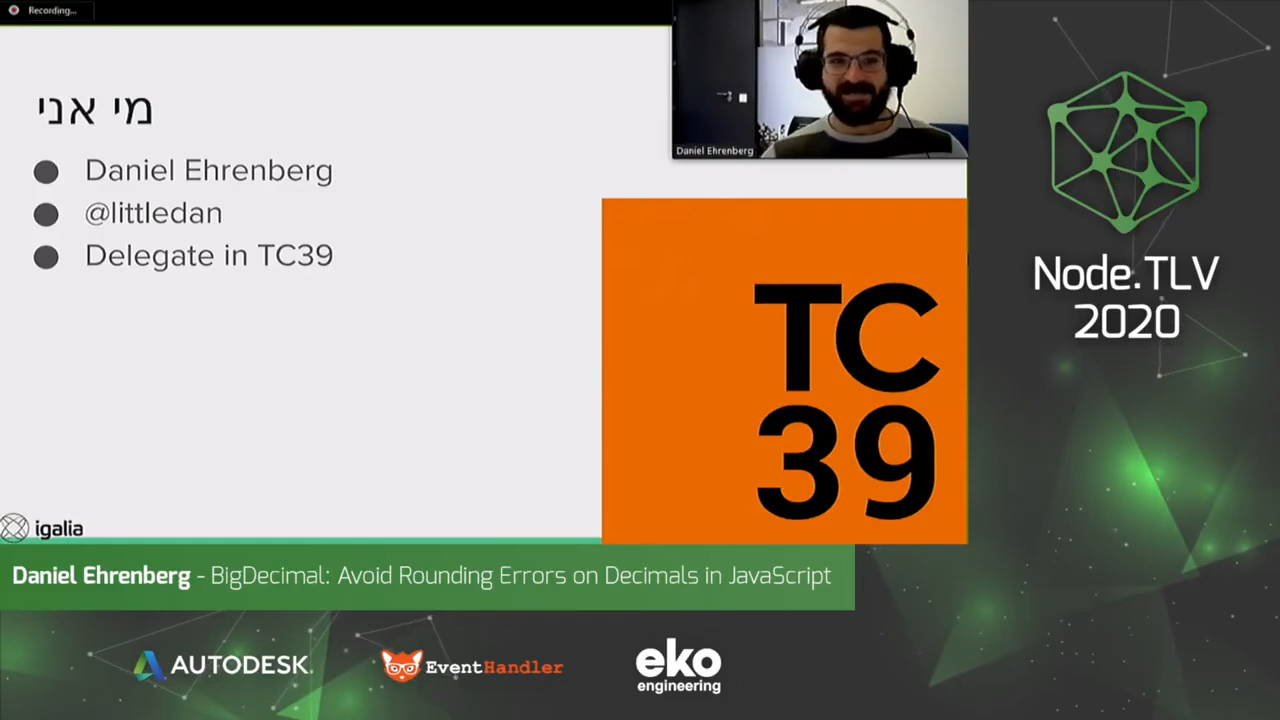 Recording...
מי אני
Daniel Ehrenberg
@littledan
Delegate in TC39
Daniel Ehrenberg
TC
39
igalia
Node.TLV
2020
Daniel Ehrenberg - BigDecimal: Avoid Rounding Errors on Decimals in JavaScript
AUTODESK.
EventHandler
eko
engineering